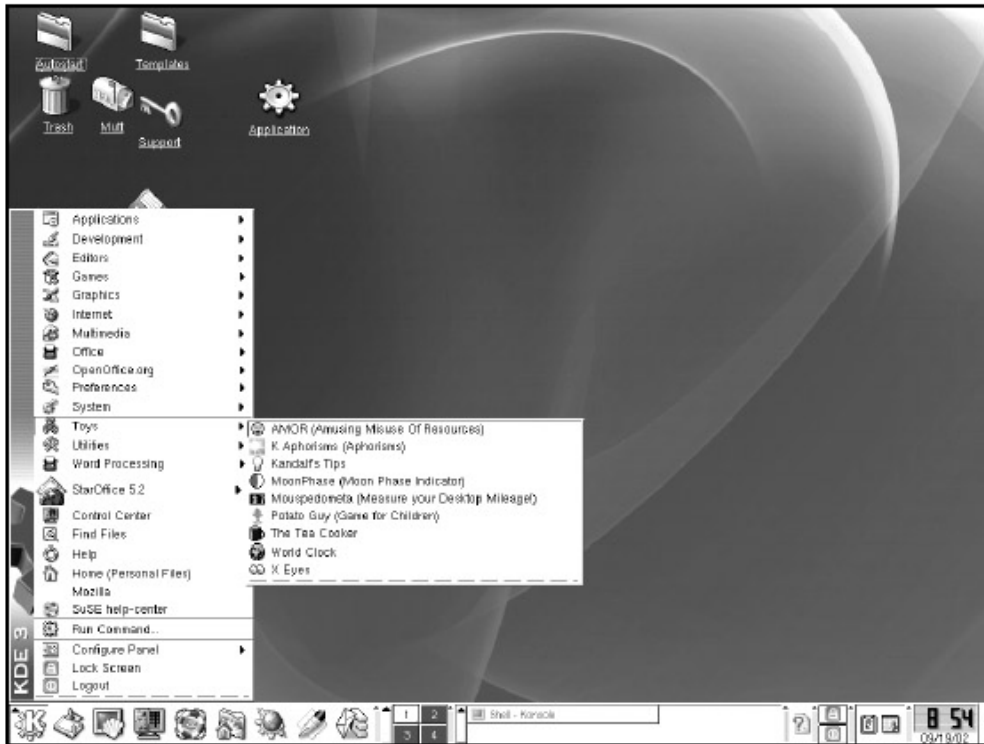 Autostart
Templates
Trash
Mutt
Support
Application
Applications
Development
Editors
Games
Graphics
Internet
Multimedia
Office
OpenOffice.org
Preferences
System
Toys
Utilities
Word Processing
StarOffice 5.2
Control Center
Find Files
Help
Home (Personal Files)
Mozilla
SuSE help-center
Run Command...
Configure Panel
Lock Screen
Logout
KDE 3
AMOR (Amusing Misuse Of Resources)
K Aphorisms (Aphorisms)
Kandalf's Tips
MoonPhase (Moon Phase Indicator)
Mouspedometa (Measure your Desktop Mileage!)
Potato Guy (Game for Children)
The Tea Cooker
World Clock
X Eyes
1 2
3 4
Shell - Konsole
8 54
09/19/02